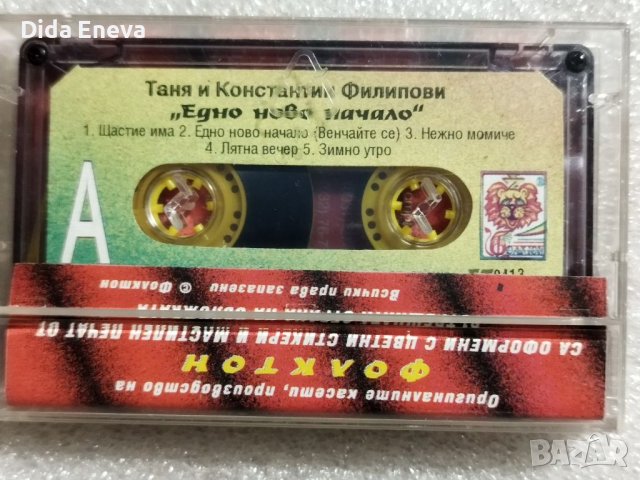 Dida Eneva
Таня и Константин Филипови
„Едно ново начало“
1. Щастие има 2. Едно ново начало (Венчайте се) 3. Нежно момиче
4. Лятна вечер 5. Зимно утро
A
Оригиналните касети, производство на
ФОЛКТОН
СА ОФОРМЕНИ С ЦВЕТНИ СТИКЕРИ И МАСТИЛЕН ПЕЧАТ ОТ
Всички права запазени © Фолктон
BAZAR